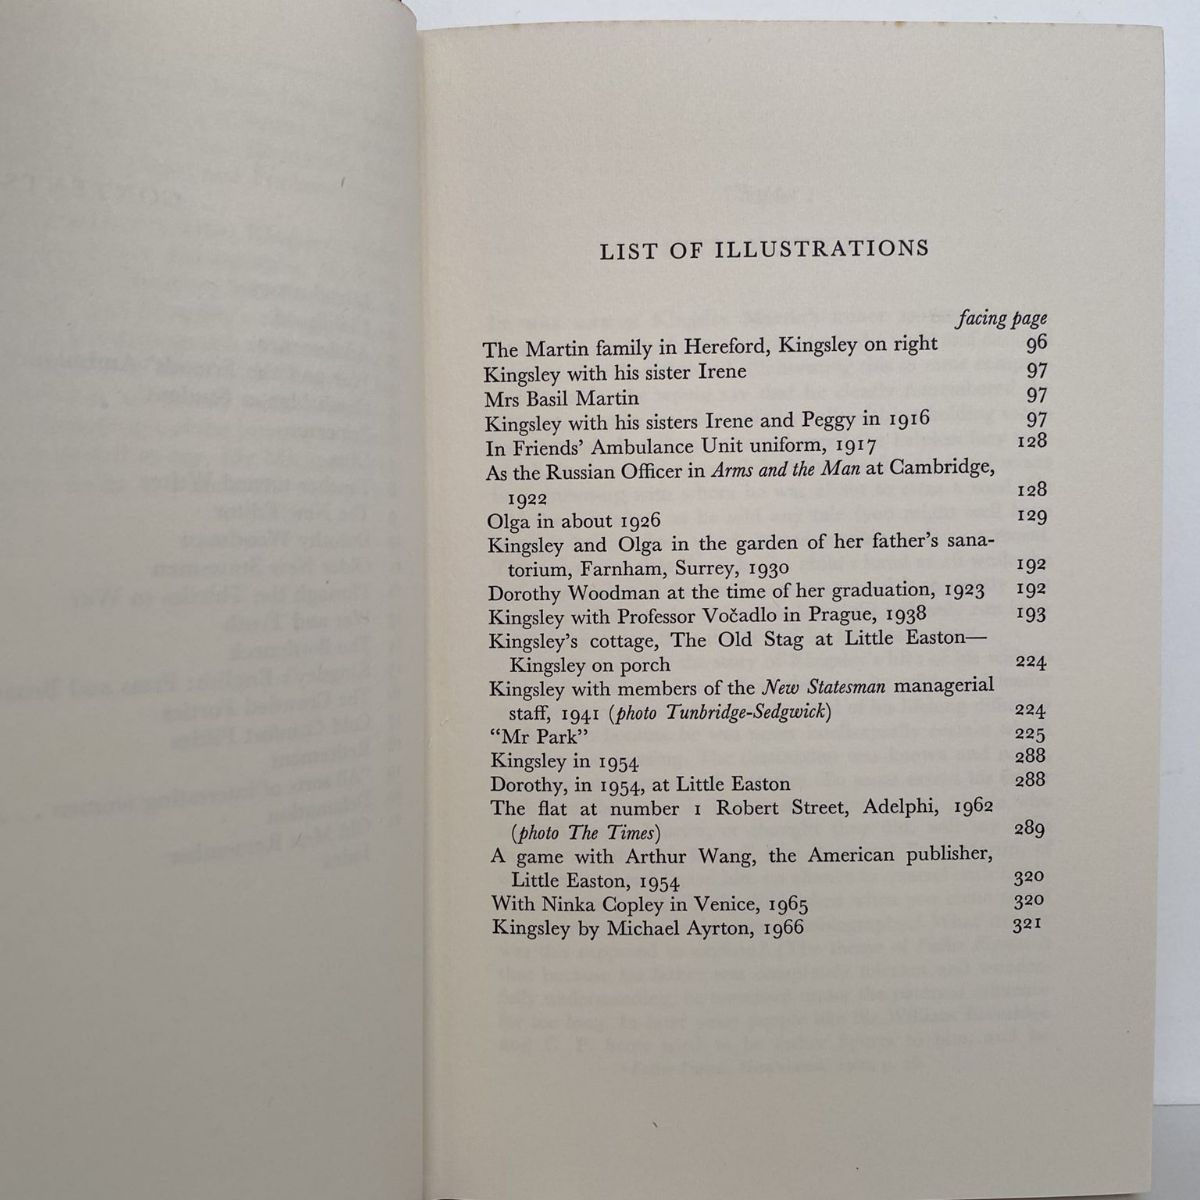 LIST OF ILLUSTRATIONS
facing page
The Martin family in Hereford, Kingsley on right 96
Kingsley with his sister Irene 97
Mrs Basil Martin 97
Kingsley with his sisters Irene and Peggy in 1916 97
In Friends' Ambulance Unit uniform, 1917 128
As the Russian Officer in Arms and the Man at Cambridge,
1922 128
Olga in about 1926 129
Kingsley and Olga in the garden of her father's sana-
torium, Farnham, Surrey, 1930 192
Dorothy Woodman at the time of her graduation, 1923 192
Kingsley with Professor Vočadlo in Prague, 1938 193
Kingsley's cottage, The Old Stag at Little Easton—
Kingsley on porch 224
Kingsley with members of the New Statesman managerial
staff, 1941 (photo Tunbridge-Sedgwick) 224
"Mr Park" 225
Kingsley in 1954 288
Dorothy, in 1954, at Little Easton 288
The flat at number 1 Robert Street, Adelphi, 1962
(photo The Times) 289
A game with Arthur Wang, the American publisher,
Little Easton, 1954 320
With Ninka Copley in Venice, 1965 320
Kingsley by Michael Ayrton, 1966 321